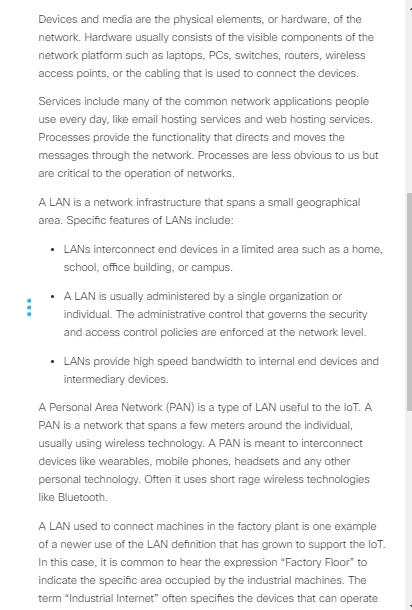 Devices and media are the physical elements, or hardware, of the
network. Hardware usually consists of the visible components of the
network platform such as laptops, PCs, switches, routers, wireless
access points, or the cabling that is used to connect the devices.
Services include many of the common network applications people
use every day, like email hosting services and web hosting services.
Processes provide the functionality that directs and moves the
messages through the network. Processes are less obvious to us but
are critical to the operation of networks.
A LAN is a network infrastructure that spans a small geographical
area. Specific features of LANs include:
• LANs interconnect end devices in a limited area such as a home,
school, office building, or campus.
• A LAN is usually administered by a single organization or
individual. The administrative control that governs the security
and access control policies are enforced at the network level.
• LANs provide high speed bandwidth to internal end devices and
intermediary devices.
A Personal Area Network (PAN) is a type of LAN useful to the IoT. A
PAN is a network that spans a few meters around the individual,
usually using wireless technology. A PAN is meant to interconnect
devices like wearables, mobile phones, headsets and any other
personal technology. Often it uses short rage wireless technologies
like Bluetooth.
A LAN used to connect machines in the factory plant is one example
of a newer use of the LAN definition that has grown to support the IoT.
In this case, it is common to hear the expression “Factory Floor” to
indicate the specific area occupied by the industrial machines. The
term “Industrial Internet” often specifies the devices that can operate